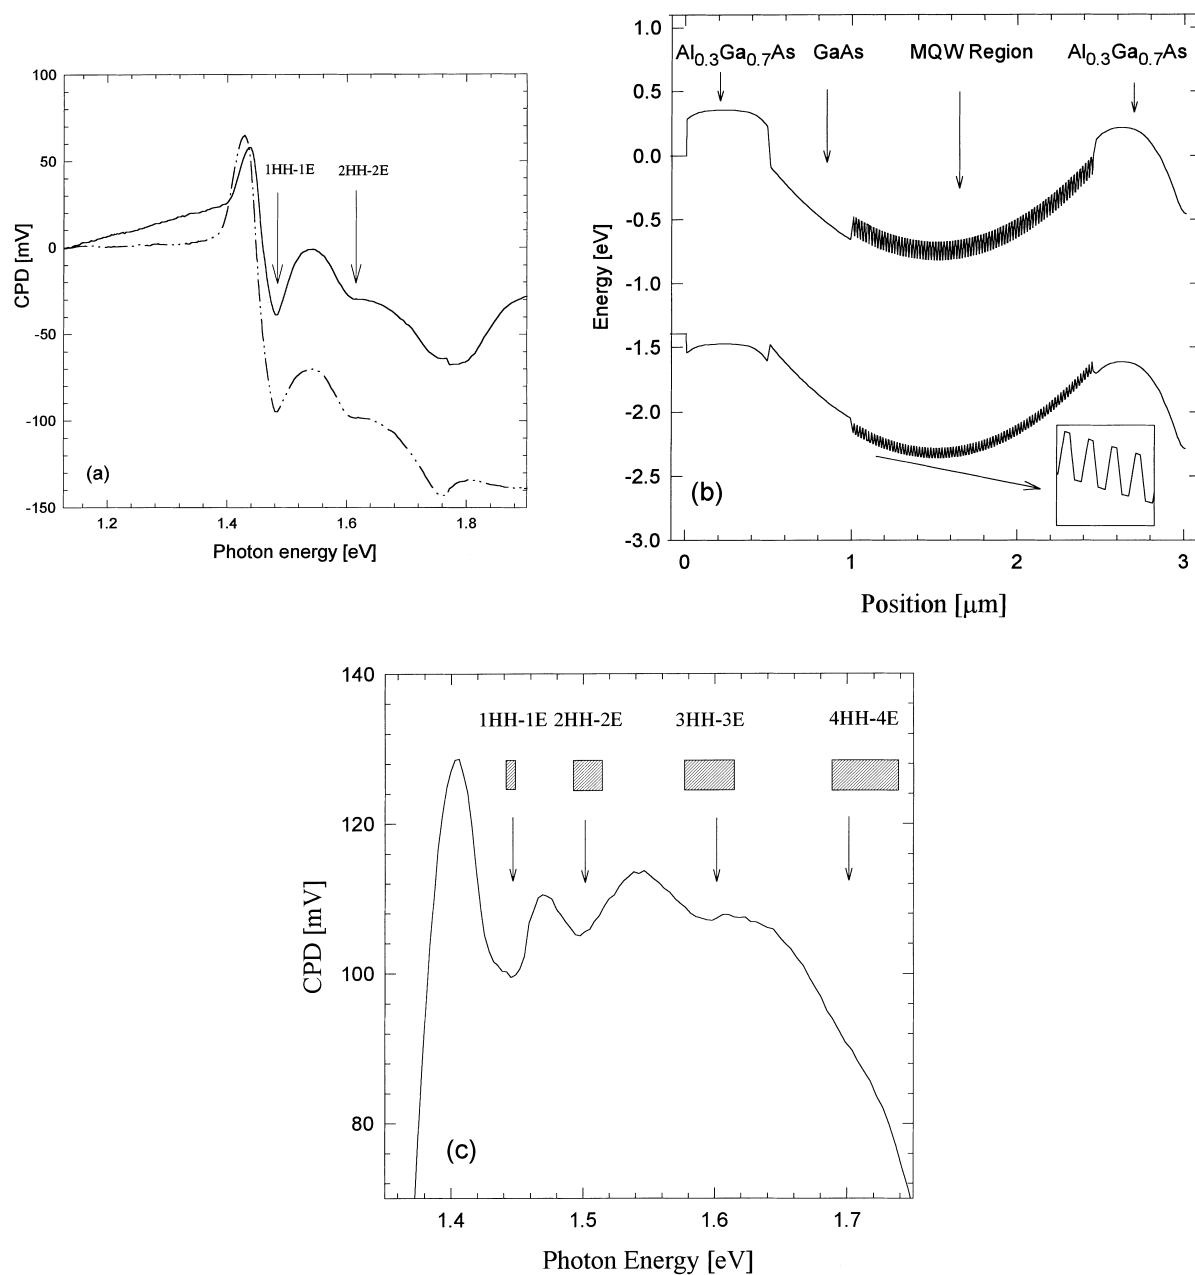 100
50
0
-50
-100
-150
CPD [mV]
1HH-1E 2HH-2E
(a)
1.2 1.4 1.6 1.8
Photon energy [eV]
1.0
0.5
0.0
-0.5
-1.0
-1.5
-2.0
-2.5
-3.0
Energy [eV]
Al0.3Ga0.7As GaAs MQW Region Al0.3Ga0.7As
(b)
0 1 2 3
Position [μm]
140
120
100
80
CPD [mV]
1HH-1E 2HH-2E 3HH-3E 4HH-4E
(c)
1.4 1.5 1.6 1.7
Photon Energy [eV]